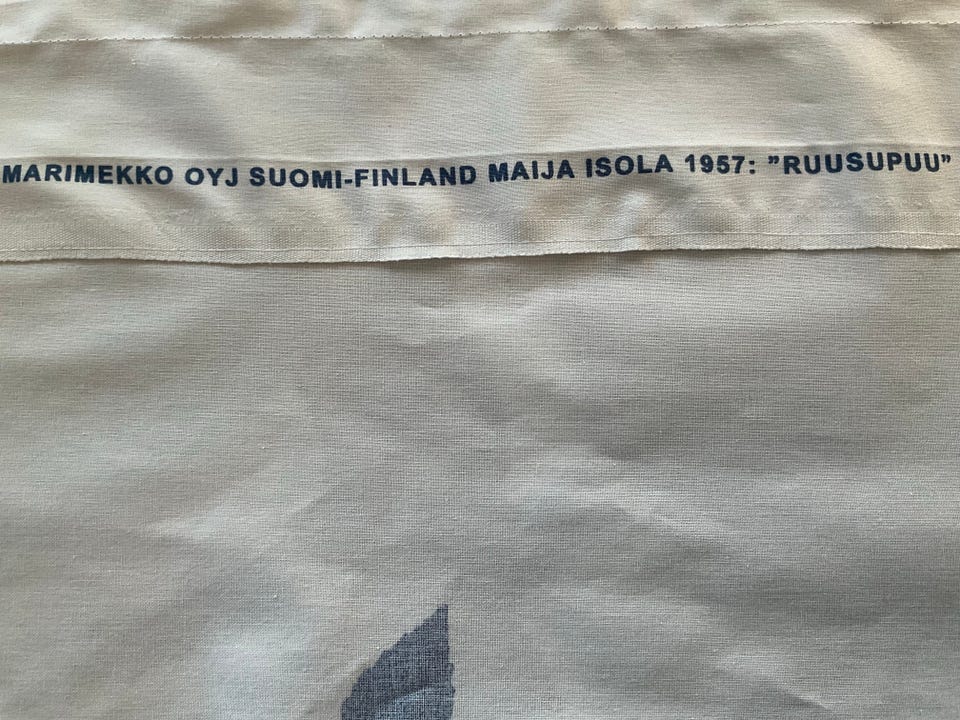 MARIMEKKO OYJ SUOMI-FINLAND MAIJA ISOLA 1957: ”RUUSUPUU”